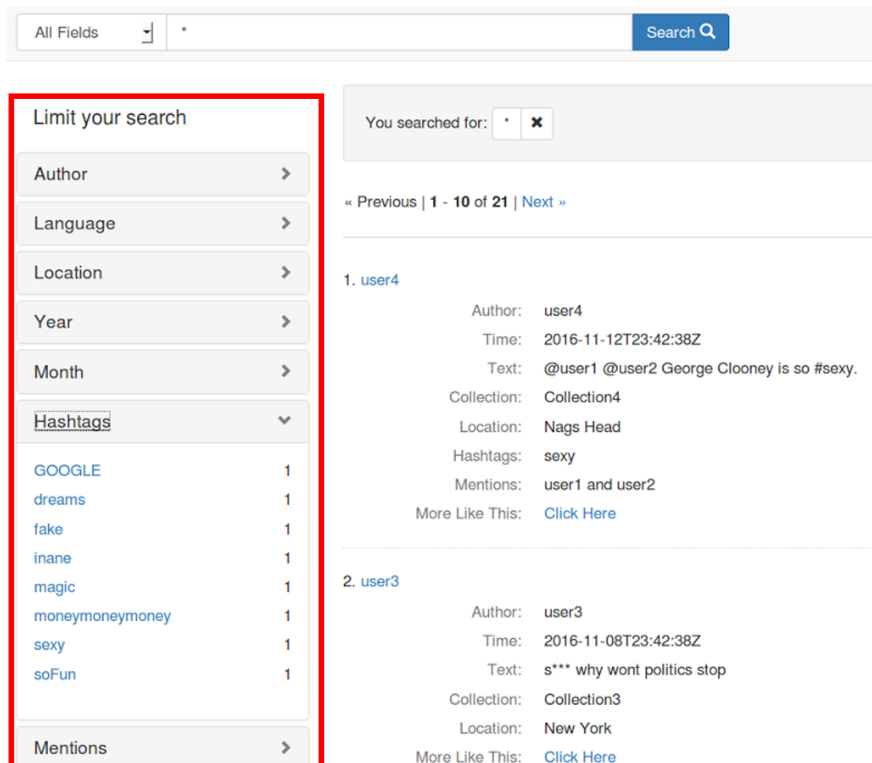 All Fields * Search
Limit your search
Author
Language
Location
Year
Month
Hashtags
GOOGLE 1
dreams 1
fake 1
inane 1
magic 1
moneymoneymoney 1
sexy 1
soFun 1
Mentions
You searched for: * ✖
« Previous | 1 - 10 of 21 | Next »
1. user4
Author: user4
Time: 2016-11-12T23:42:38Z
Text: @user1 @user2 George Clooney is so #sexy.
Collection: Collection4
Location: Nags Head
Hashtags: sexy
Mentions: user1 and user2
More Like This: Click Here
2. user3
Author: user3
Time: 2016-11-08T23:42:38Z
Text: s*** why wont politics stop
Collection: Collection3
Location: New York
More Like This: Click Here